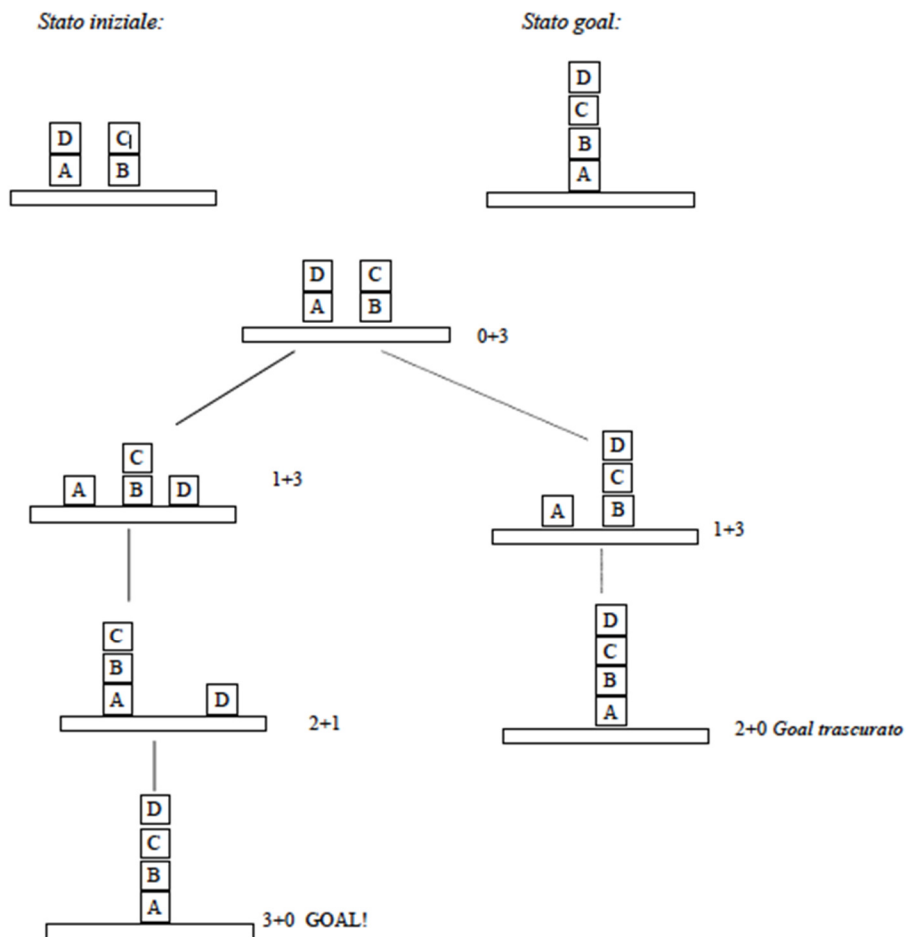 Stato iniziale:
Stato goal:
D
C
B
A
D C
A B
D C
A B
0+3
C
A B D
1+3
D
C
A B
1+3
C
B
A D
2+1
D
C
B
A
2+0 Goal trascurato
D
C
B
A
3+0 GOAL!